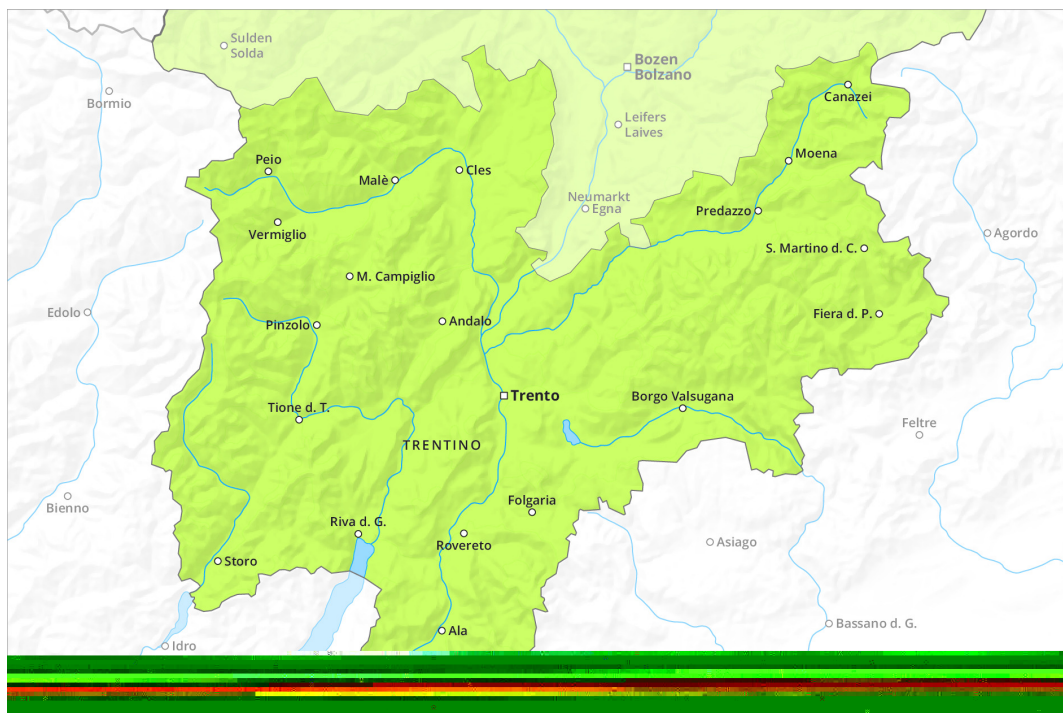 Sulden
Solda
Bozen
Bolzano
Bormio
Canazei
Leifers
Laives
Moena
Peio
Malè
Cles
Neumarkt
Egna
Predazzo
Vermiglio
Agordo
S. Martino d. C.
M. Campiglio
Edolo
Pinzolo
Andalo
Fiera d. P.
Trento
Borgo Valsugana
Tione d. T.
Feltre
TRENTINO
Bienno
Folgaria
Riva d. G.
Rovereto
Asiago
Storo
Ala
Bassano d. G.
Idro